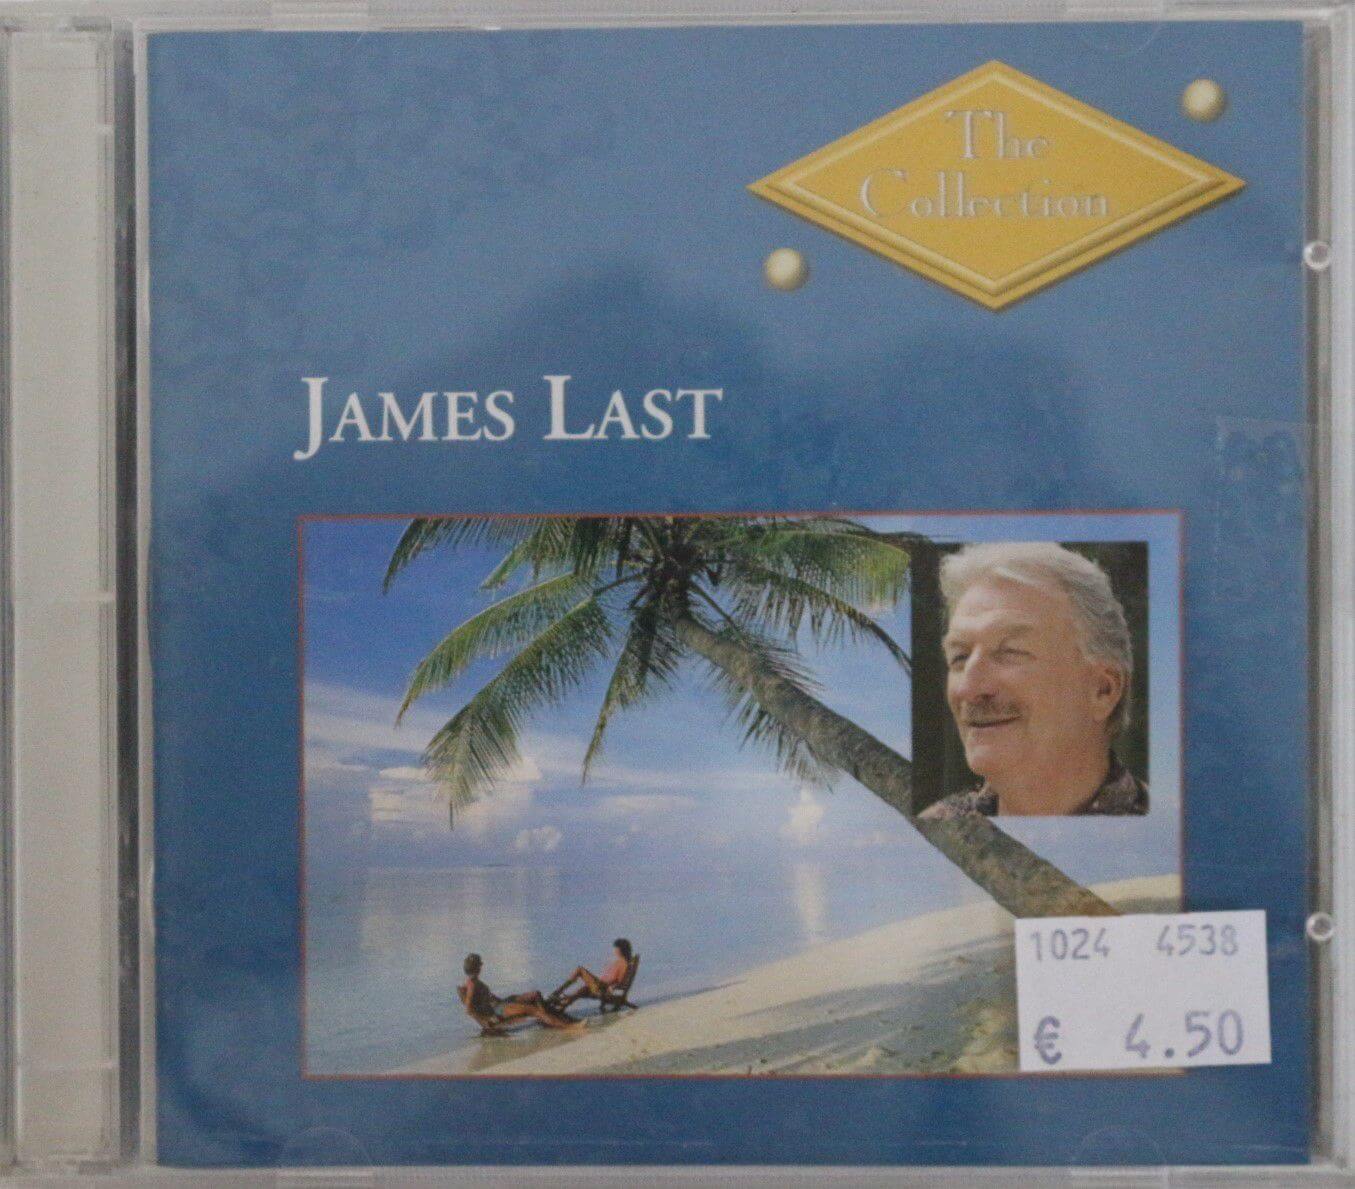 The
Collection
JAMES LAST
1024 4538
€ 4.50